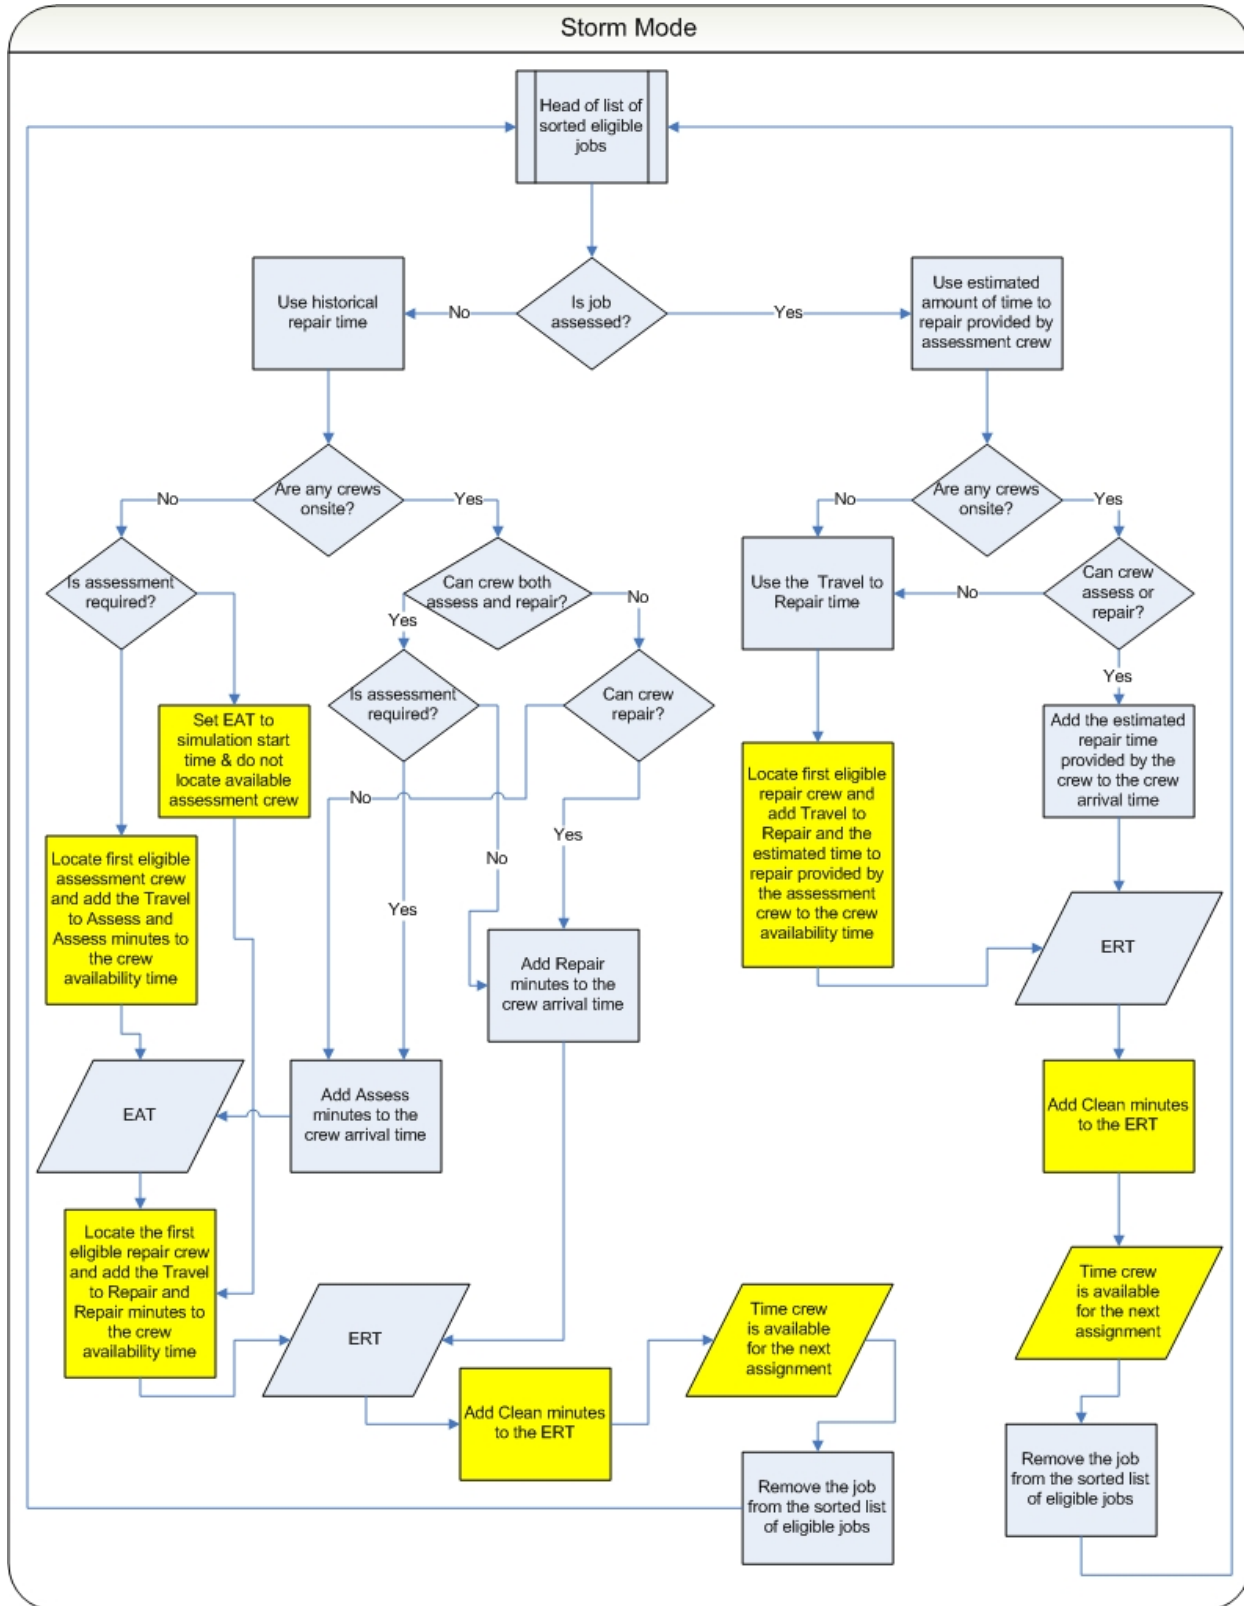 Storm Mode
Head of list of
sorted eligible
jobs
Use historical
repair time
No
Is job
assessed?
Yes
Use estimated
amount of time to
repair provided by
assessment crew
No
Are any crews
onsite?
Yes
No
Are any crews
onsite?
Yes
Is assessment
required?
Can crew both
assess and repair?
No
Yes
Use the Travel to
Repair time
No
Can crew
assess or
repair?
Yes
Is assessment
required?
Can crew
repair?
Set EAT to
simulation start
time & do not
locate available
assessment crew
No
Yes
No
Yes
Locate first eligible
repair crew and
add Travel to
Repair and the
estimated time to
repair provided by
the assessment
crew to the crew
availability time
Add the estimated
repair time
provided by the
crew to the crew
arrival time
Locate first eligible
assessment crew
and add the Travel
to Assess and
Assess minutes to
the crew
availability time
Add Repair
minutes to the
crew arrival time
ERT
EAT
Add Assess
minutes to the
crew arrival time
Add Clean minutes
to the ERT
Locate the first
eligible repair crew
and add the Travel
to Repair and
Repair minutes to
the crew
availability time
ERT
Time crew
is available
for the next
assignment
Time crew
is available
for the next
assignment
Add Clean minutes
to the ERT
Remove the job
from the sorted list
of eligible jobs
Remove the job
from the sorted list
of eligible jobs